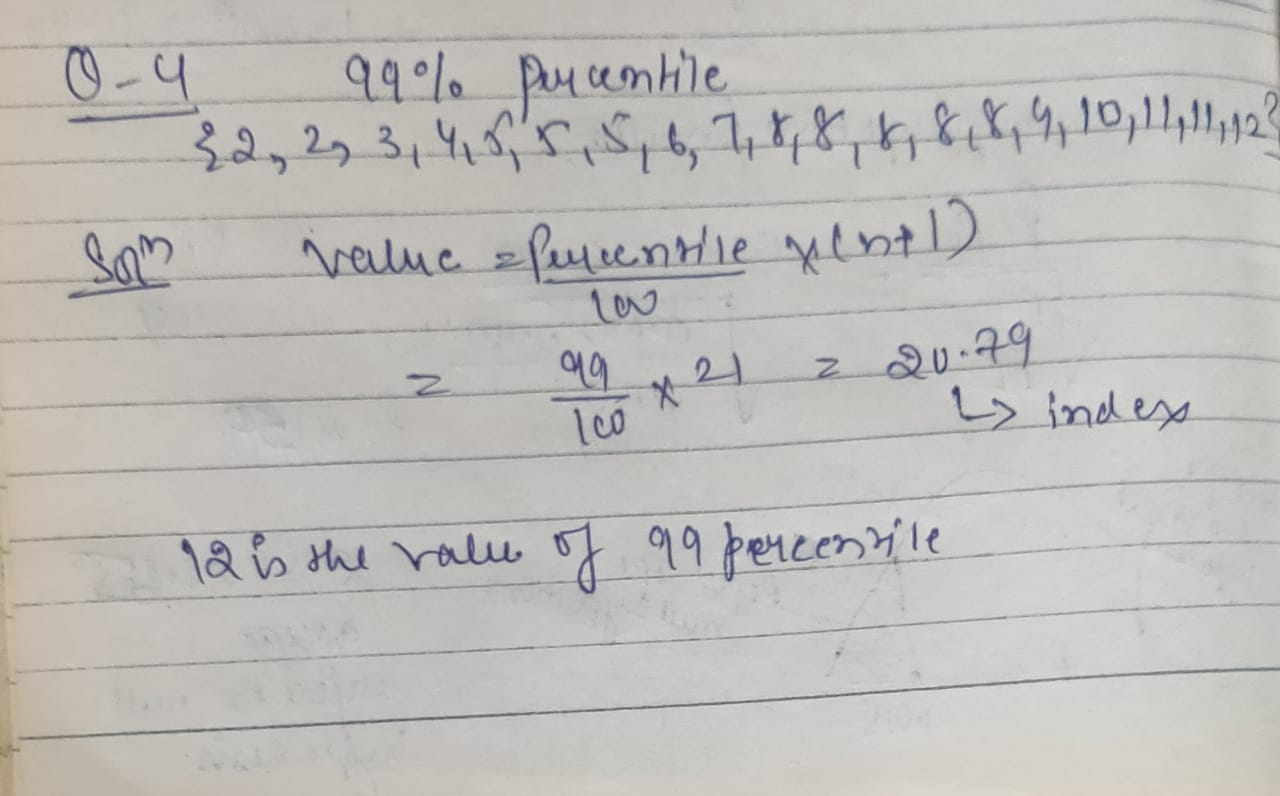 Q-4 99% percentile
{2, 2, 3, 4, 5, 5, 5, 6, 7, 8, 8, 8, 8, 8, 9, 10, 11, 11, 12}
Soln value = Percentile x (n+1)
100
= 99 x 21 = 20.79
100 ↳ index
12 is the value of 99 percentile